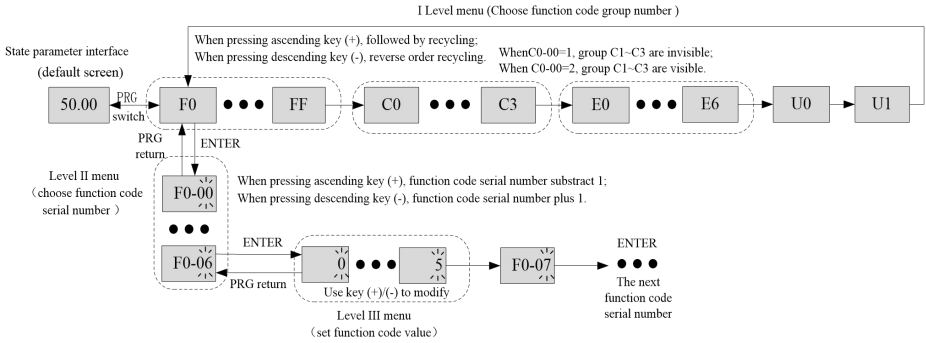 I Level menu (Choose function code group number )
State parameter interface
(default screen)
When pressing ascending key (+), followed by recycling;
When pressing descending key (-), reverse order recycling.
WhenC0-00=1, group C1~C3 are invisible;
When C0-00=2, group C1~C3 are visible.
50.00
PRG
switch
F0
FF
C0
C3
E0
E6
U0
U1
PRG
return
ENTER
Level II menu
（choose function code
serial number ）
F0-00
When pressing ascending key (+), function code serial number substract 1;
When pressing descending key (-), function code serial number plus 1.
F0-06
ENTER
PRG return
0
5
Use key (+)/(-) to modify
F0-07
ENTER
The next
function code
serial number
Level III menu
（set function code value）